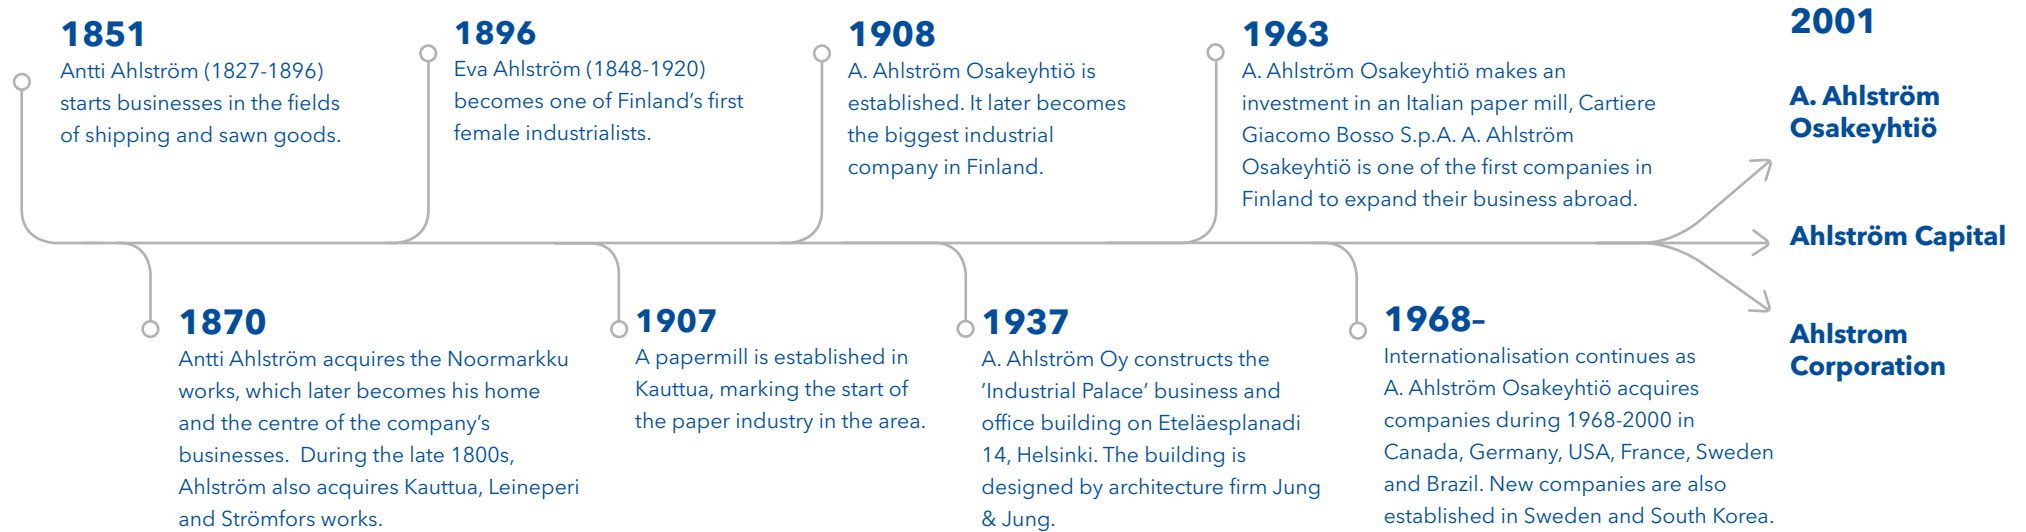 1851
Antti Ahlström (1827-1896)
starts businesses in the fields
of shipping and sawn goods.
1896
Eva Ahlström (1848-1920)
becomes one of Finland’s first
female industrialists.
1908
A. Ahlström Osakeyhtiö is
established. It later becomes
the biggest industrial
company in Finland.
1963
A. Ahlström Osakeyhtiö makes an
investment in an Italian paper mill, Cartiere
Giacomo Bosso S.p.A. A. Ahlström
Osakeyhtiö is one of the first companies in
Finland to expand their business abroad.
2001
A. Ahlström
Osakeyhtiö
Ahlström Capital
Ahlstrom
Corporation
1870
Antti Ahlström acquires the Noormarkku
works, which later becomes his home
and the centre of the company’s
businesses. During the late 1800s,
Ahlström also acquires Kauttua, Leineperi
and Strömfors works.
1907
A papermill is established in
Kauttua, marking the start of
the paper industry in the area.
1937
A. Ahlström Oy constructs the
’Industrial Palace’ business and
office building on Eteläesplanadi
14, Helsinki. The building is
designed by architecture firm Jung
& Jung.
1968–
Internationalisation continues as
A. Ahlström Osakeyhtiö acquires
companies during 1968-2000 in
Canada, Germany, USA, France, Sweden
and Brazil. New companies are also
established in Sweden and South Korea.